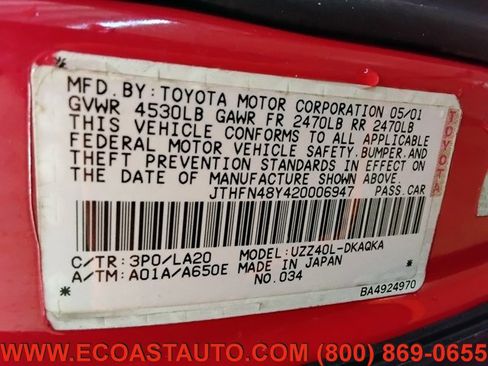 MFD. BY: TOYOTA MOTOR CORPORATION 05/01
GVWR 4530LB GAWR FR 2470LB RR 2470LB
THIS VEHICLE CONFORMS TO ALL APPLICABLE
FEDERAL MOTOR VEHICLE SAFETY, BUMPER, AND
THEFT PREVENTION STANDARDS IN EFFECT ON
THE DATE OF MANUFACTURE SHOWN ABOVE.
JTHFN48Y420006947 PASS. CAR
C/TR: 3P0/LA20 MODEL: UZZ40L-DKAQKA
A/TM: A01A/A650E MADE IN JAPAN
NO. 034
BA4924970
TOYOTA
WWW.ECOASTAUTO.COM (800) 869-0655